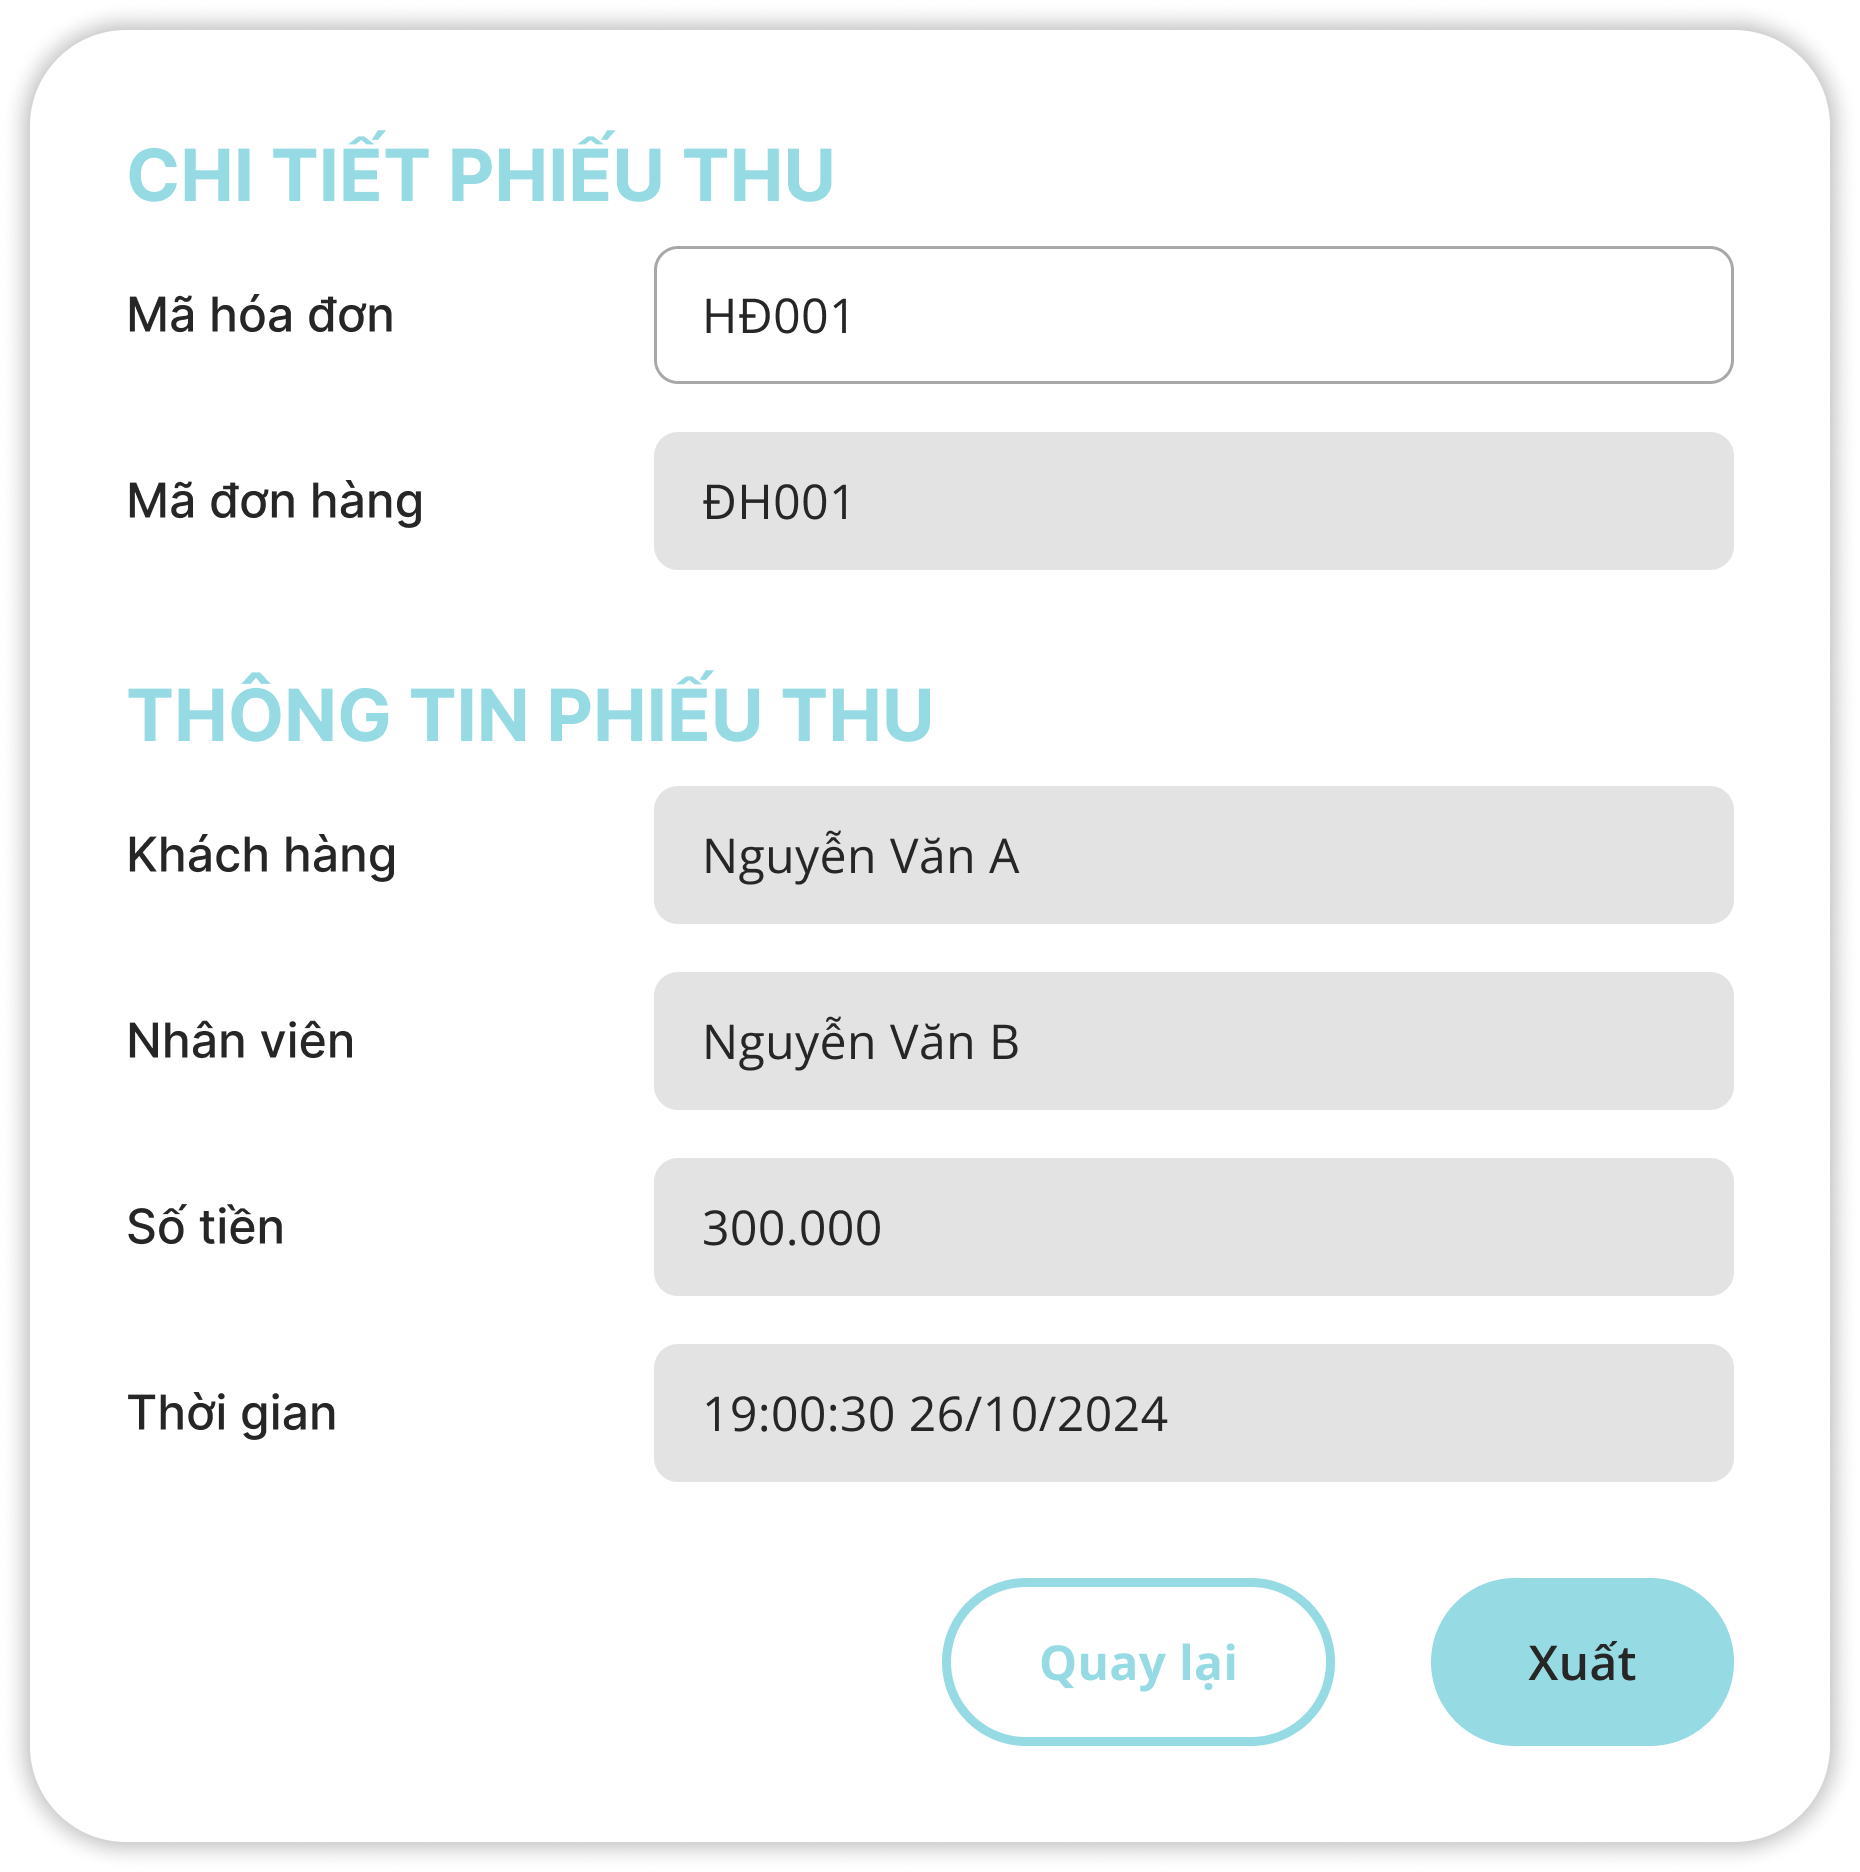 CHI TIẾT PHIẾU THU
Mã hóa đơn HĐ001
Mã đơn hàng ĐH001
THÔNG TIN PHIẾU THU
Khách hàng Nguyễn Văn A
Nhân viên Nguyễn Văn B
Số tiền 300.000
Thời gian 19:00:30 26/10/2024
Quay lại Xuất